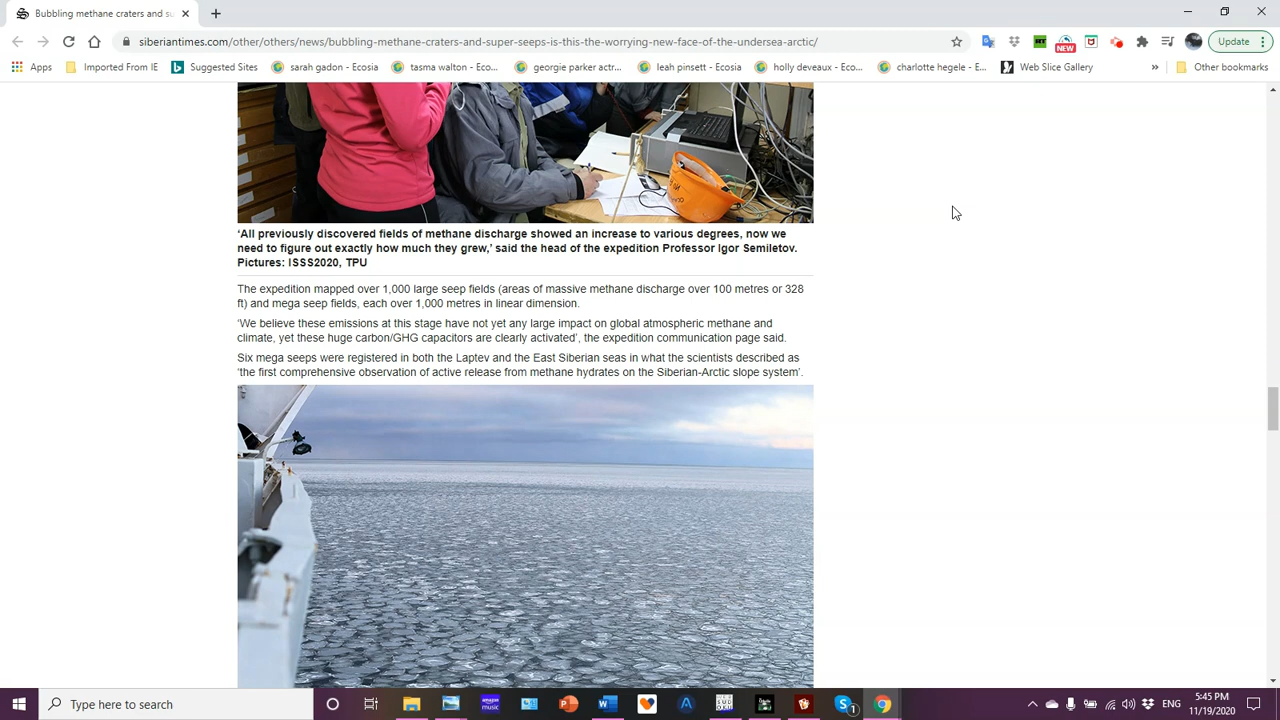 Bubbling methane craters and su
siberiantimes.com/other/others/news/bubbling-methane-craters-and-super-seeps-is-this-the-worrying-new-face-of-the-undersea-arctic/
NEW
Update
Apps
Imported From IE
Suggested Sites
sarah gadon - Ecosia
tasma walton - Eco...
georgie parker actr...
leah pinsett - Ecosia
holly deveaux - Eco...
charlotte hegele - E...
Web Slice Gallery
»
Other bookmarks
‘All previously discovered fields of methane discharge showed an increase to various degrees, now we
need to figure out exactly how much they grew,’ said the head of the expedition Professor Igor Semiletov.
Pictures: ISSS2020, TPU
The expedition mapped over 1,000 large seep fields (areas of massive methane discharge over 100 metres or 328
ft) and mega seep fields, each over 1,000 metres in linear dimension.
‘We believe these emissions at this stage have not yet any large impact on global atmospheric methane and
climate, yet these huge carbon/GHG capacitors are clearly activated’, the expedition communication page said.
Six mega seeps were registered in both the Laptev and the East Siberian seas in what the scientists described as
‘the first comprehensive observation of active release from methane hydrates on the Siberian-Arctic slope system’.
Type here to search
amazon music
1
ENG
5:45 PM
11/19/2020